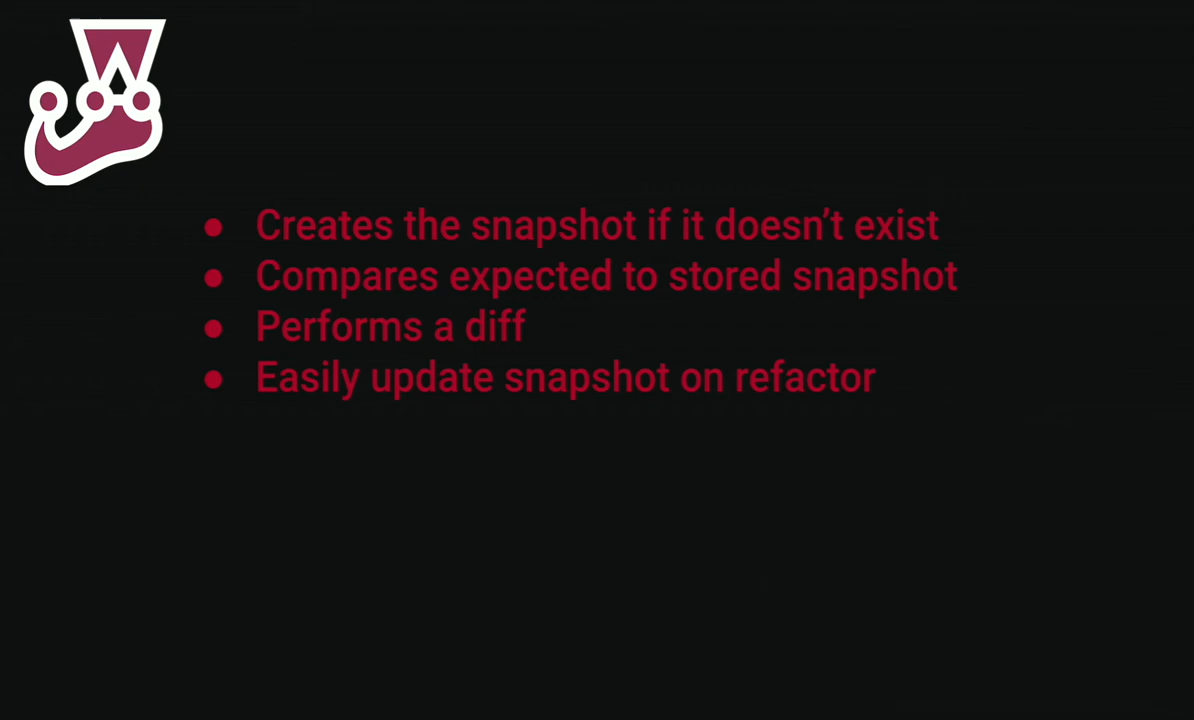 ● Creates the snapshot if it doesn’t exist
● Compares expected to stored snapshot
● Performs a diff
● Easily update snapshot on refactor